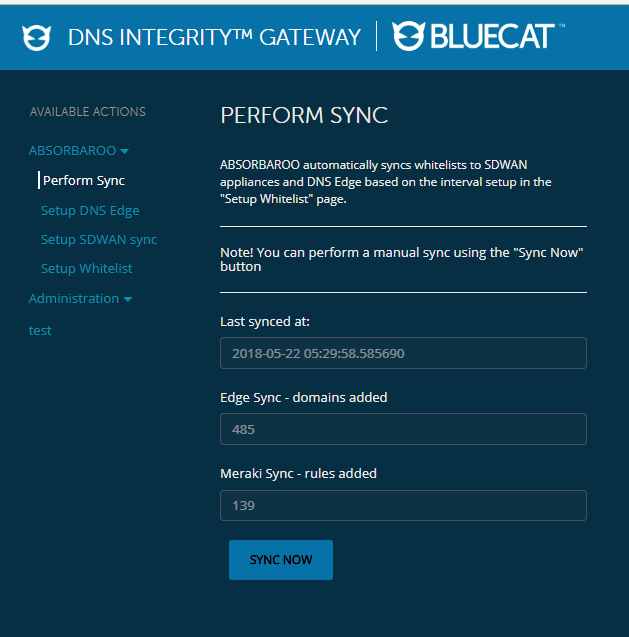 DNS INTEGRITY™ GATEWAY
BLUECAT™
AVAILABLE ACTIONS
ABSORBAROO
Perform Sync
Setup DNS Edge
Setup SDWAN sync
Setup Whitelist
Administration
test
PERFORM SYNC
ABSORBAROO automatically syncs whitelists to SDWAN
appliances and DNS Edge based on the interval setup in the
"Setup Whitelist" page.
Note! You can perform a manual sync using the "Sync Now"
button
Last synced at:
2018-05-22 05:29:58.585690
Edge Sync - domains added
485
Meraki Sync - rules added
139
SYNC NOW